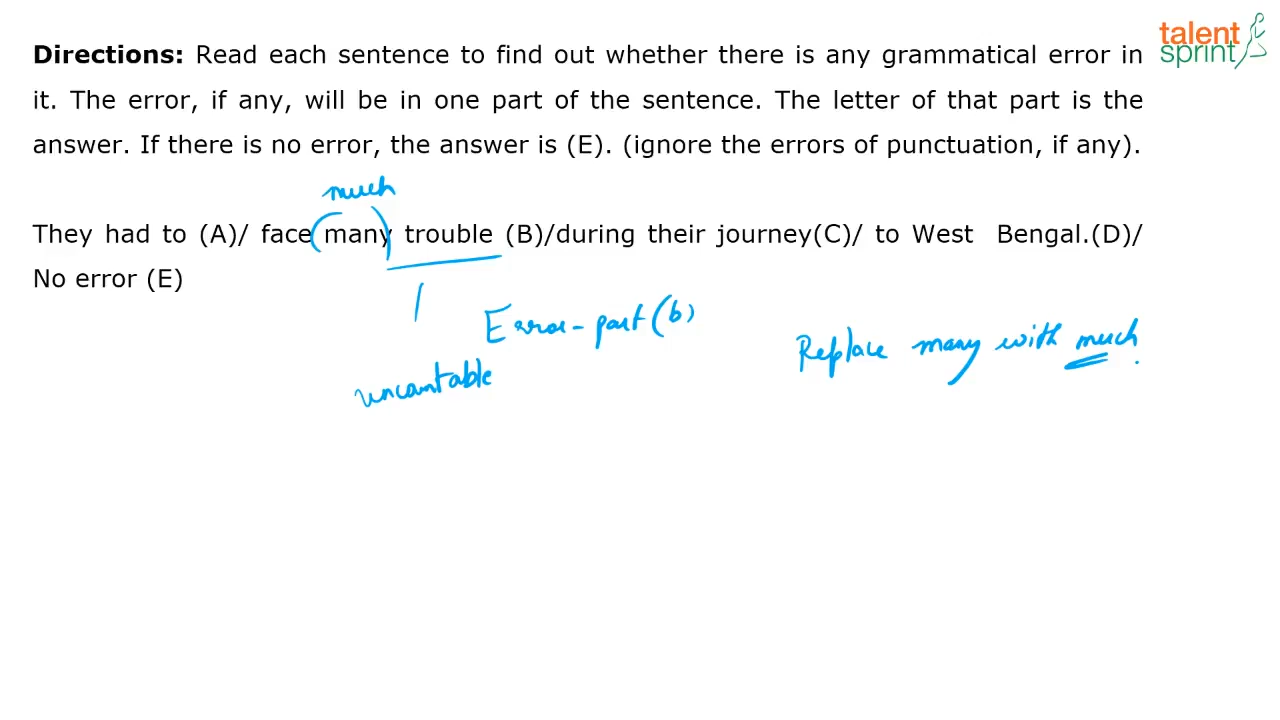 talent
sprint
Directions: Read each sentence to find out whether there is any grammatical error in
it. The error, if any, will be in one part of the sentence. The letter of that part is the
answer. If there is no error, the answer is (E). (ignore the errors of punctuation, if any).
much
They had to (A)/ face (many) trouble (B)/during their journey(C)/ to West Bengal.(D)/
No error (E)
Error - part (b)
Replace many with much.
uncountable